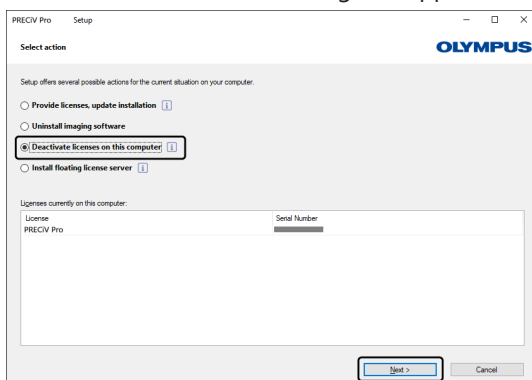 PRECiV Pro Setup
Select action
OLYMPUS
Setup offers several possible actions for the current situation on your computer.
Provide licenses, update installation
Uninstall imaging software
Deactivate licenses on this computer
Install floating license server
Licenses currently on this computer:
License Serial Number
PRECiV Pro
Next > Cancel